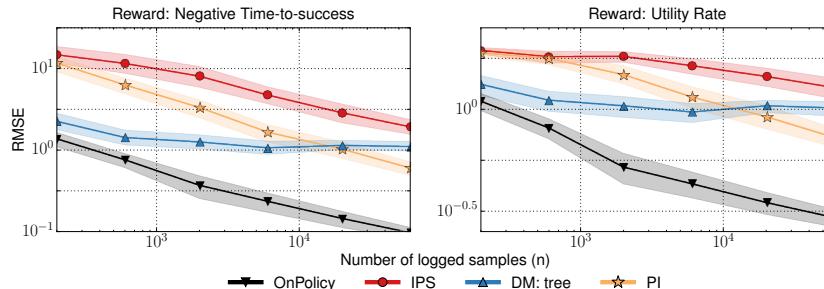 Reward: Negative Time-to-success
Reward: Utility Rate
RMSE
10^1
10^0
10^-1
10^0
10^-0.5
10^3
10^4
10^3
10^4
Number of logged samples (n)
OnPolicy
IPS
DM: tree
PI